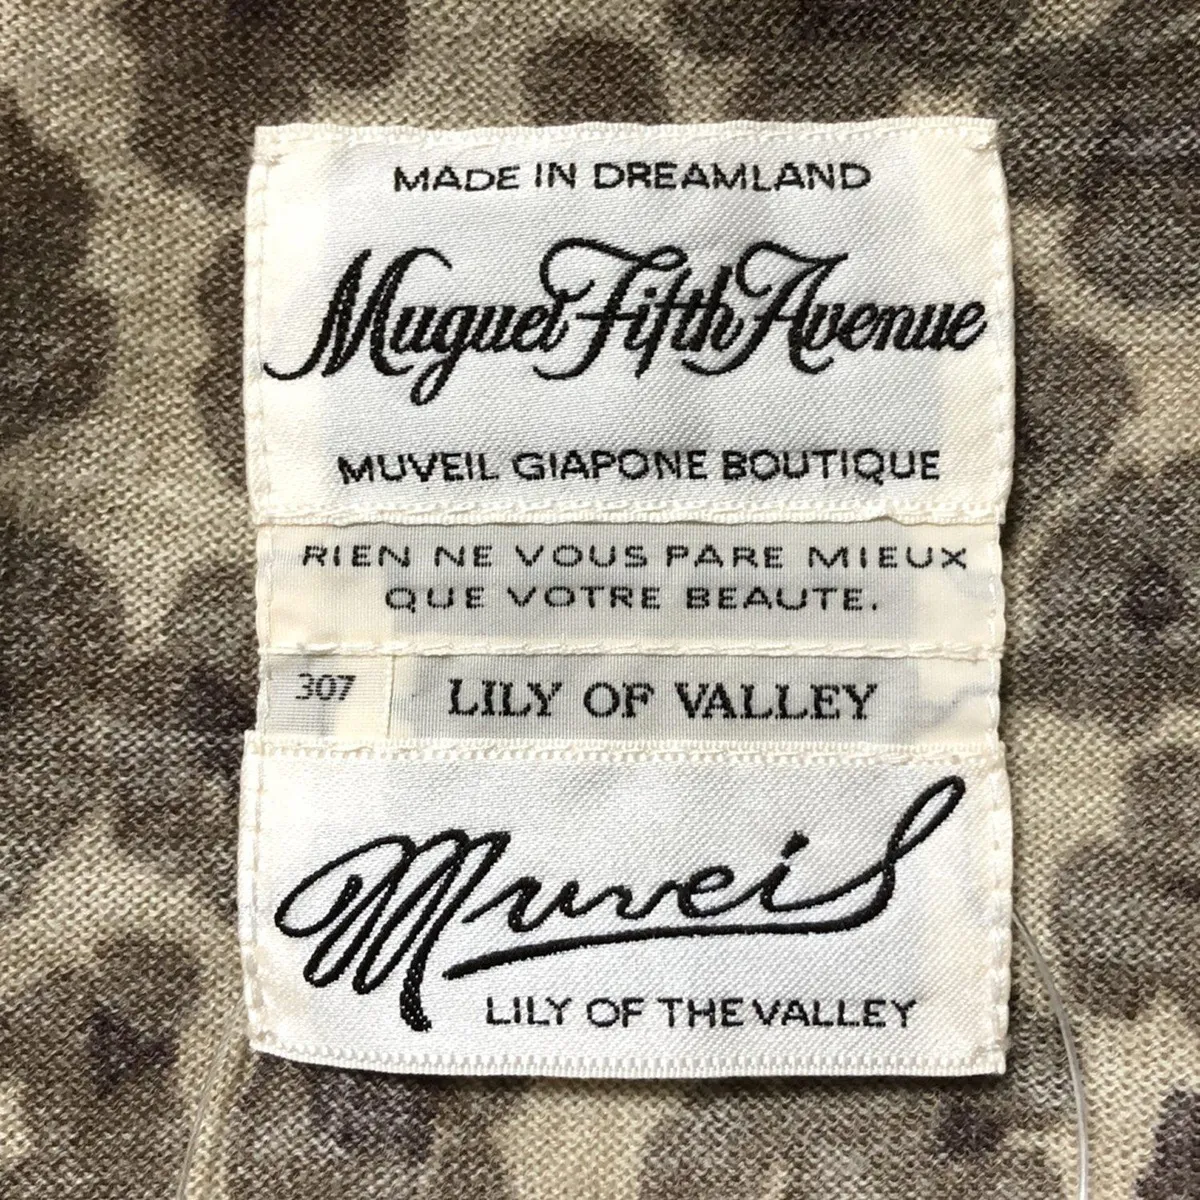 MADE IN DREAMLAND
Muguet Fifth Avenue
MUVEIL GIAPONE BOUTIQUE
RIEN NE VOUS PARE MIEUX
QUE VOTRE BEAUTE.
307 LILY OF VALLEY
Muveil
LILY OF THE VALLEY